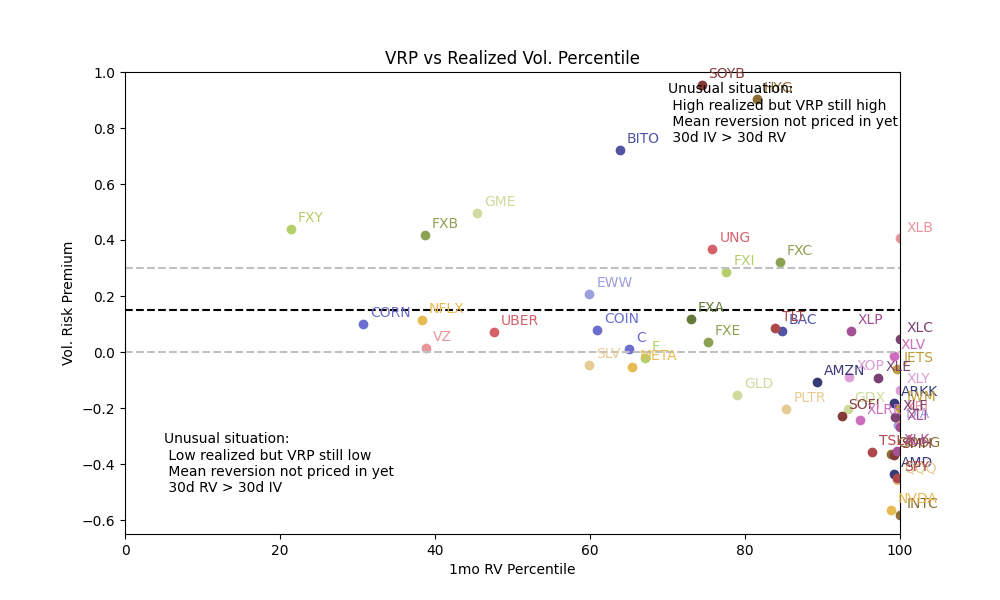 VRP vs Realized Vol. Percentile
1.0
0.8
0.6
0.4
0.2
0.0
−0.2
−0.4
−0.6
Vol. Risk Premium
0
20
40
60
80
100
1mo RV Percentile
Unusual situation:
High realized but VRP still high
Mean reversion not priced in yet
30d IV > 30d RV
Unusual situation:
Low realized but VRP still low
Mean reversion not priced in yet
30d RV > 30d IV
SOYB
HYG
BITO
GME
FXY
FXB
UNG
FXC
FXI
XLB
EWW
FXA
CORN
NFLX
UBER
COIN
TLT
BAC
XLP
XLC
VZ
C
F
FXE
XLV
SLV
META
JETS
XOP
XLE
AMZN
XLY
GLD
ARKK
PLTR
GDX
IWM
SOFI
XLF
XLRE
XLI
XLK
SMH
AMD
SPY
QQQ
NVDA
INTC